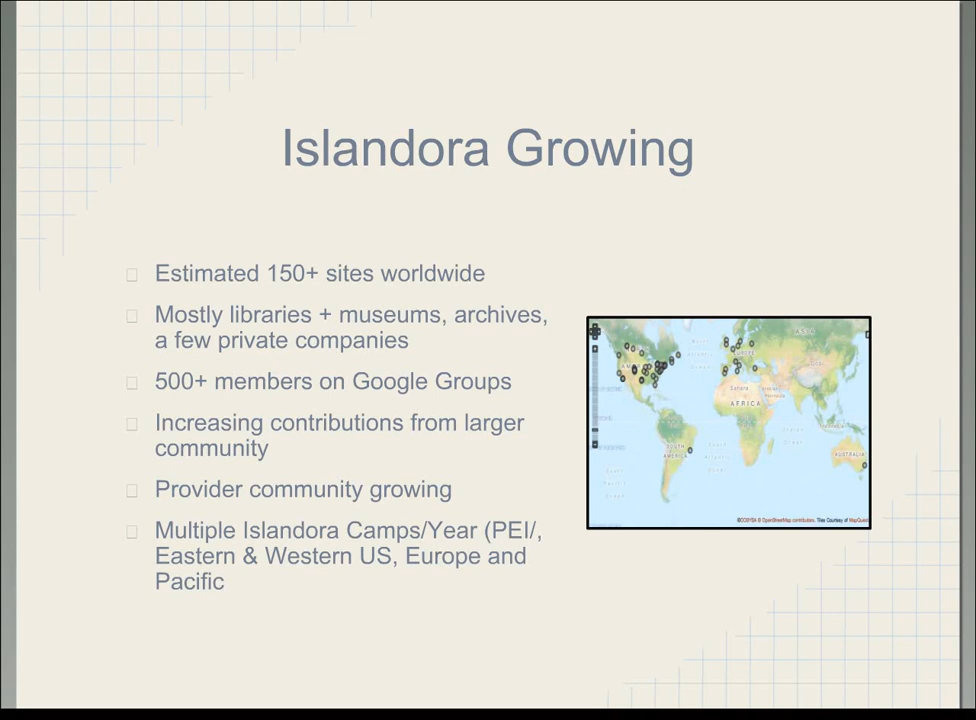 Islandora Growing
Estimated 150+ sites worldwide
Mostly libraries + museums, archives,
a few private companies
500+ members on Google Groups
Increasing contributions from larger
community
Provider community growing
Multiple Islandora Camps/Year (PEI/,
Eastern & Western US, Europe and
Pacific
ASIA
EUROPE
AFRICA
SOUTH
AMERICA
AUSTRALIA